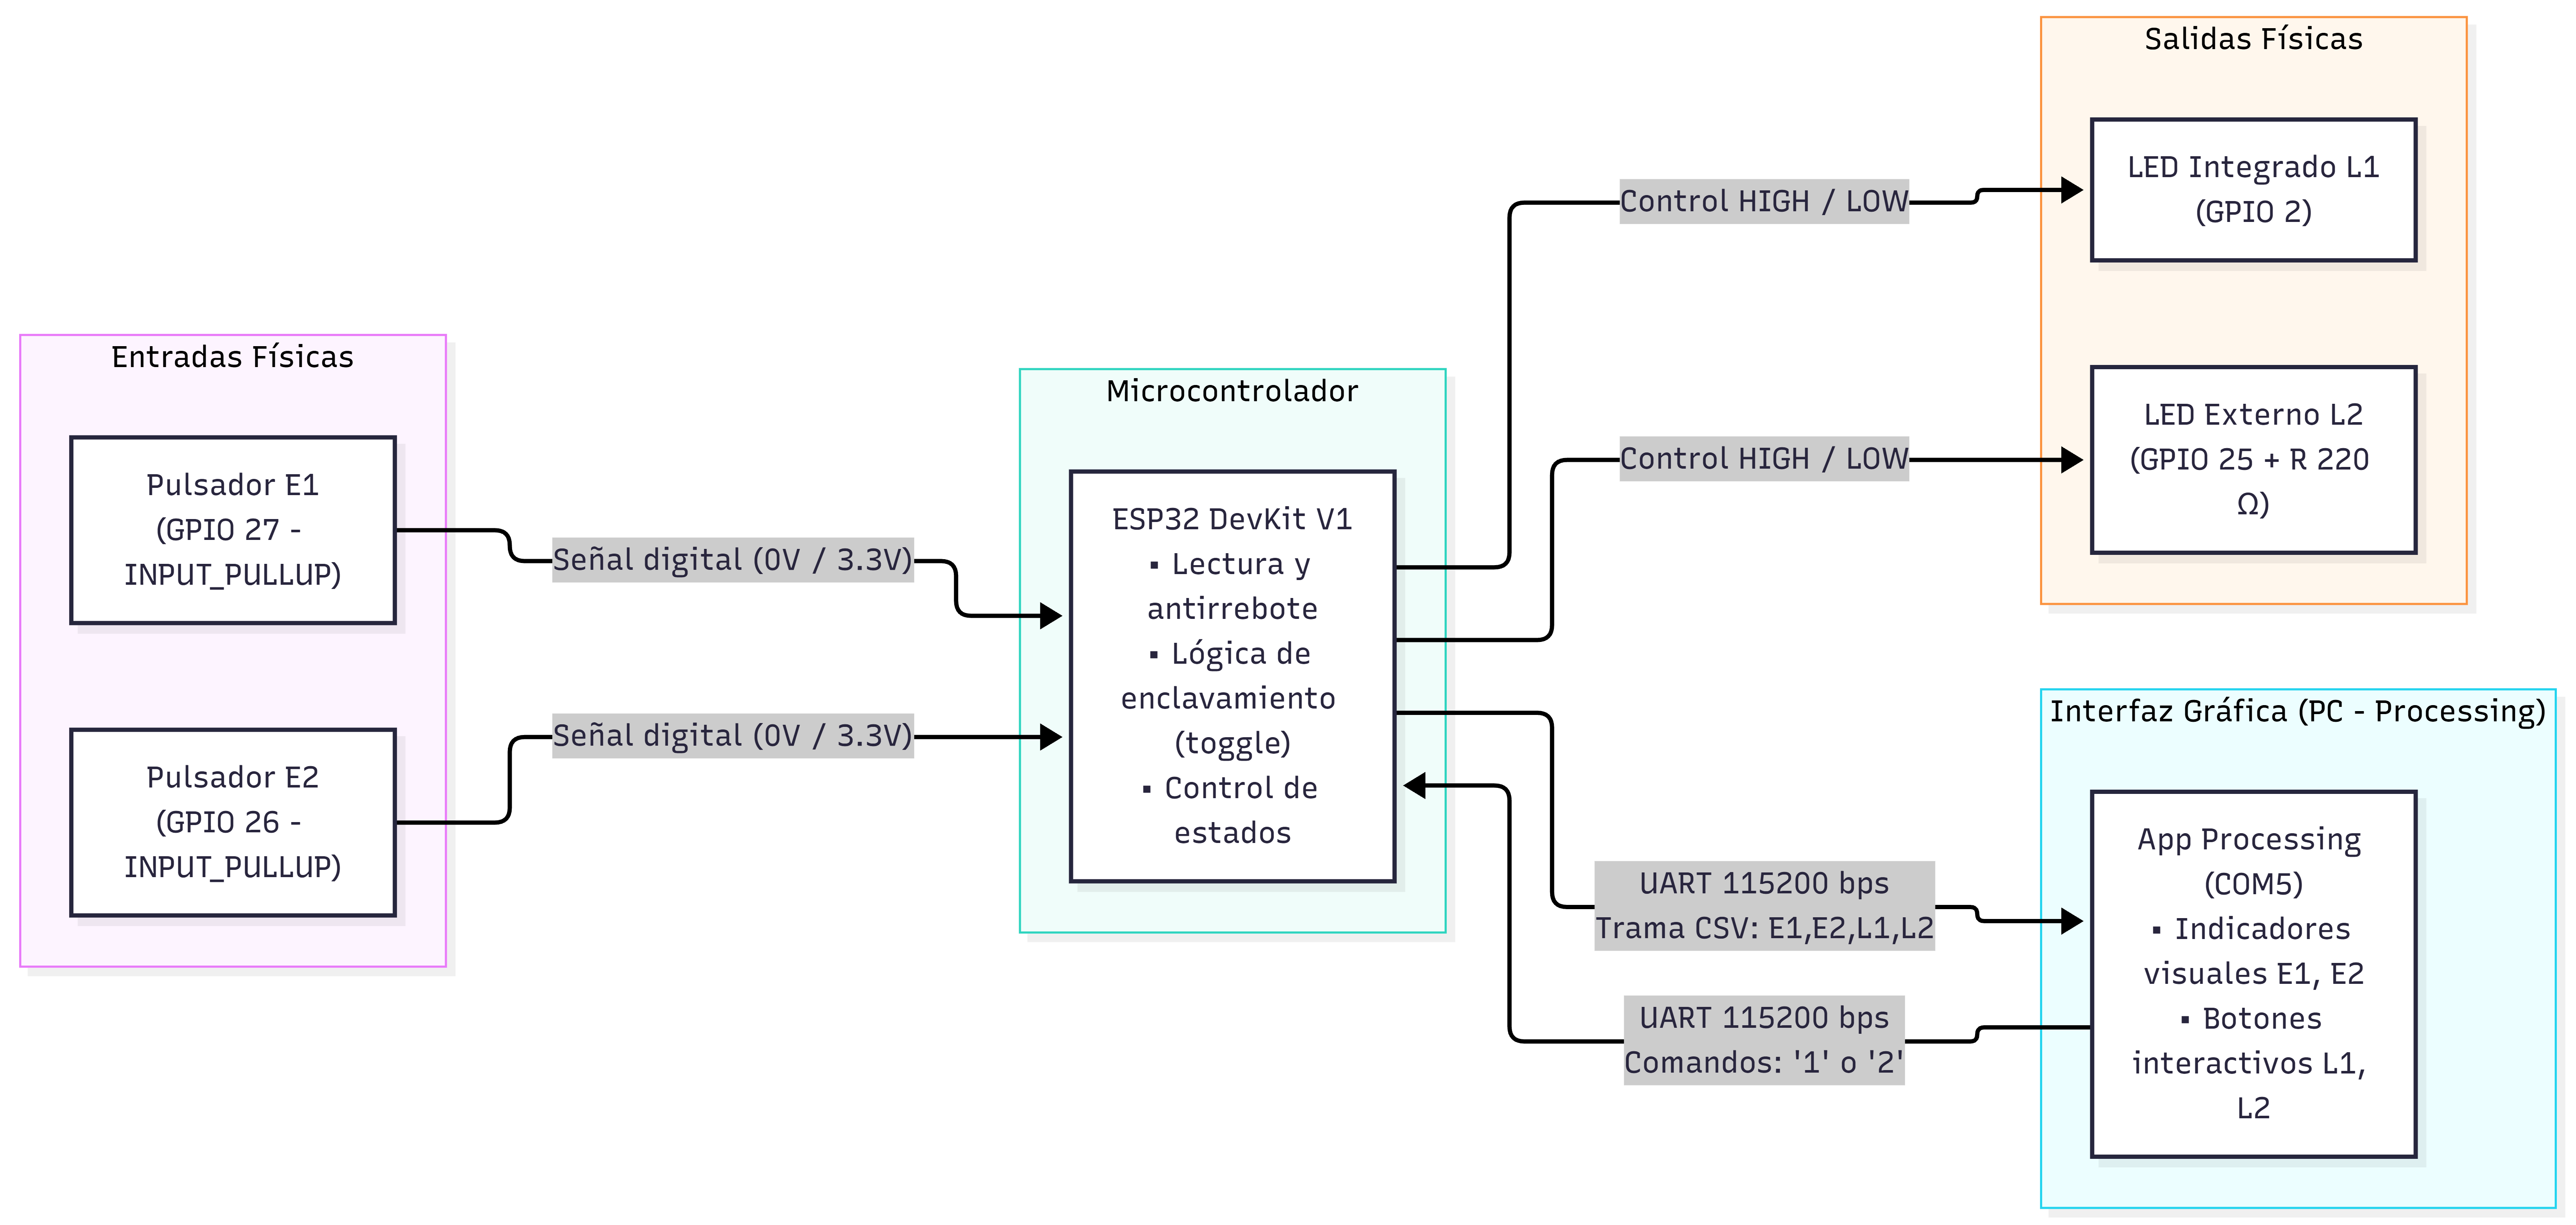 Entradas Físicas
Pulsador E1
(GPIO 27 -
INPUT_PULLUP)
Pulsador E2
(GPIO 26 -
INPUT_PULLUP)
Señal digital (0V / 3.3V)
Señal digital (0V / 3.3V)
Microcontrolador
ESP32 DevKit V1
▪ Lectura y
antirrebote
▪ Lógica de
enclavamiento
(toggle)
▪ Control de
estados
Control HIGH / LOW
Control HIGH / LOW
UART 115200 bps
Trama CSV: E1,E2,L1,L2
UART 115200 bps
Comandos: '1' o '2'
Salidas Físicas
LED Integrado L1
(GPIO 2)
LED Externo L2
(GPIO 25 + R 220
Ω)
Interfaz Gráfica (PC - Processing)
App Processing
(COM5)
▪ Indicadores
visuales E1, E2
▪ Botones
interactivos L1,
L2